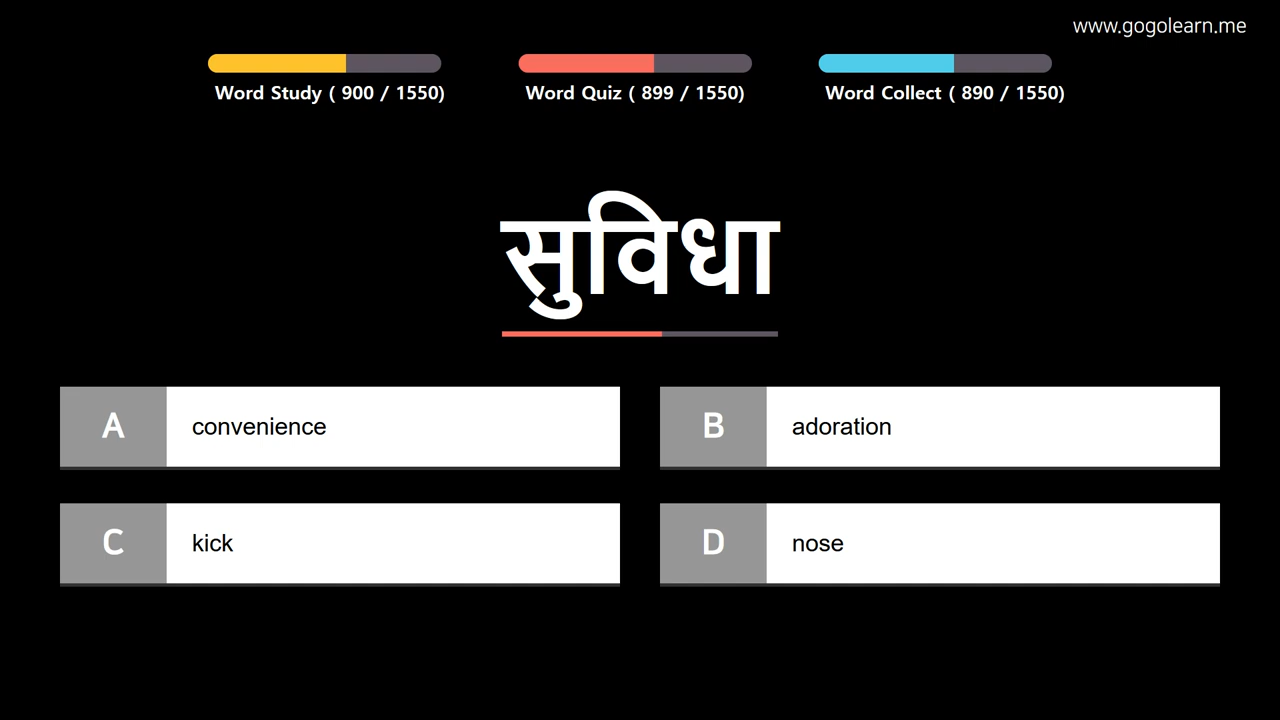 www.gogolearn.me
Word Study ( 900 / 1550)
Word Quiz ( 899 / 1550)
Word Collect ( 890 / 1550)
सुविधा
A convenience
B adoration
C kick
D nose